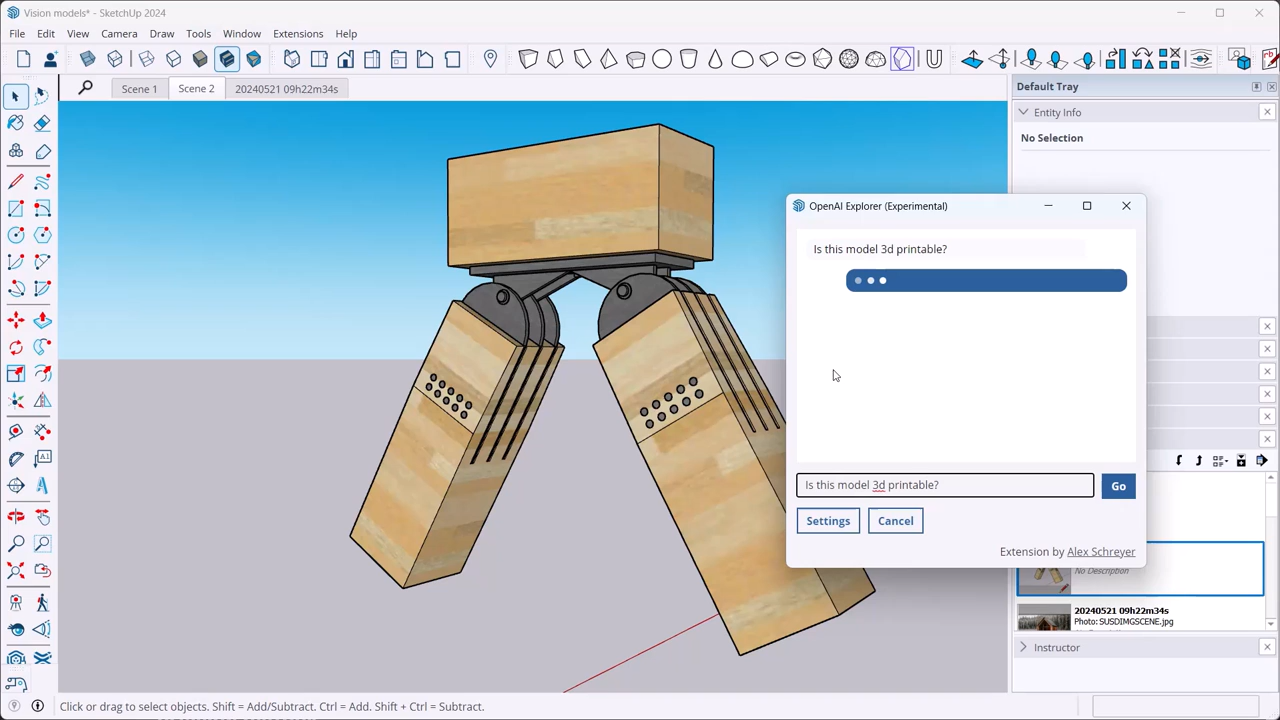 Vision models* - SketchUp 2024
File Edit View Camera Draw Tools Window Extensions Help
Scene 1 Scene 2 20240521 09h22m34s
Default Tray
Entity Info
No Selection
OpenAI Explorer (Experimental)
Is this model 3d printable?
Is this model 3d printable?
Go
Settings Cancel
Extension by Alex Schreyer
No Description
20240521 09h22m34s
Photo: SUSDIMGSCENE.jpg
Instructor
Click or drag to select objects. Shift = Add/Subtract. Ctrl = Add. Shift + Ctrl = Subtract.